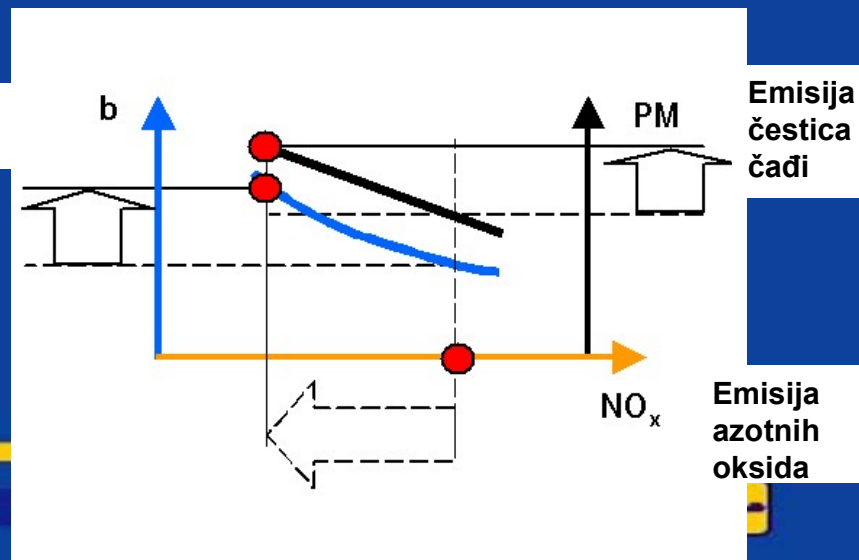 b
PM
Emisija
čestica
čađi
NOx
Emisija
azotnih
oksida